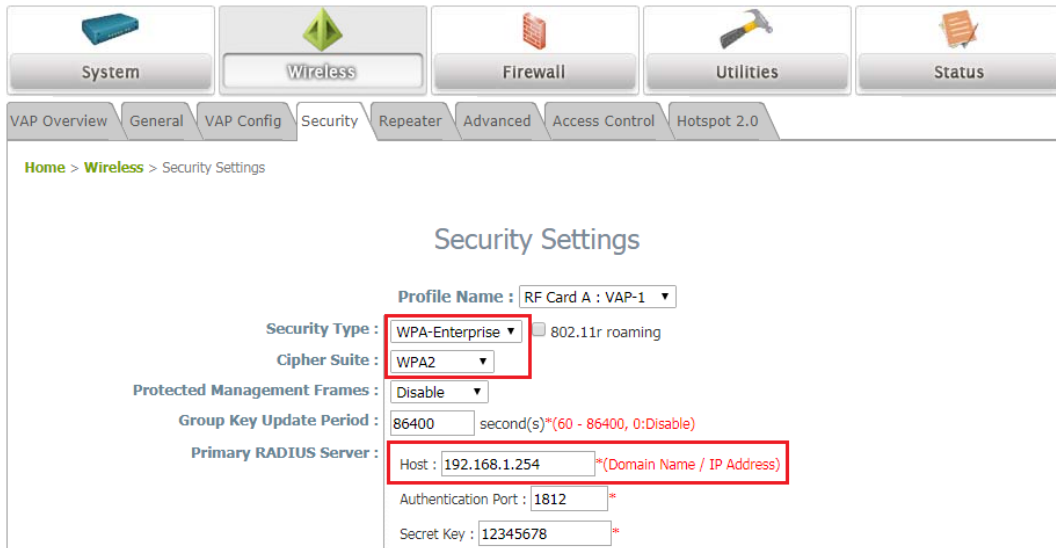 System Wireless Firewall Utilities Status
VAP Overview General VAP Config Security Repeater Advanced Access Control Hotspot 2.0
Home > Wireless > Security Settings
Security Settings
Profile Name : RF Card A : VAP-1
Security Type : WPA-Enterprise 802.11r roaming
Cipher Suite : WPA2
Protected Management Frames : Disable
Group Key Update Period : 86400 second(s)*(60 - 86400, 0:Disable)
Primary RADIUS Server :
Host : 192.168.1.254 *(Domain Name / IP Address)
Authentication Port : 1812 *
Secret Key : 12345678 *